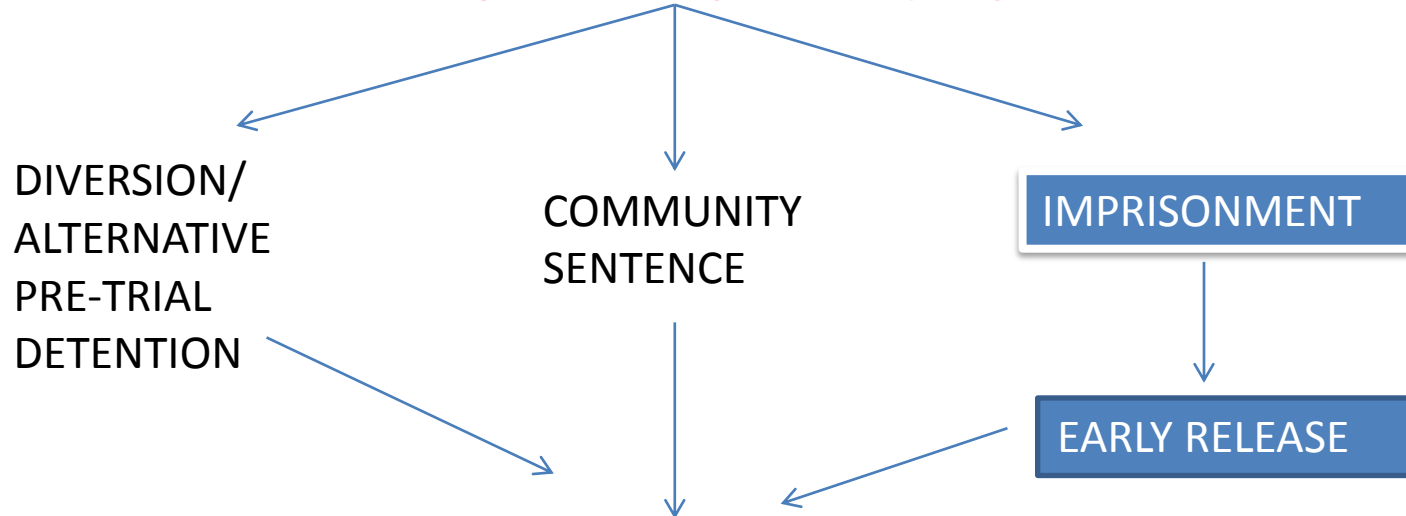 DIVERSION/
ALTERNATIVE
PRE-TRIAL
DETENTION
COMMUNITY
SENTENCE
IMPRISONMENT
EARLY RELEASE